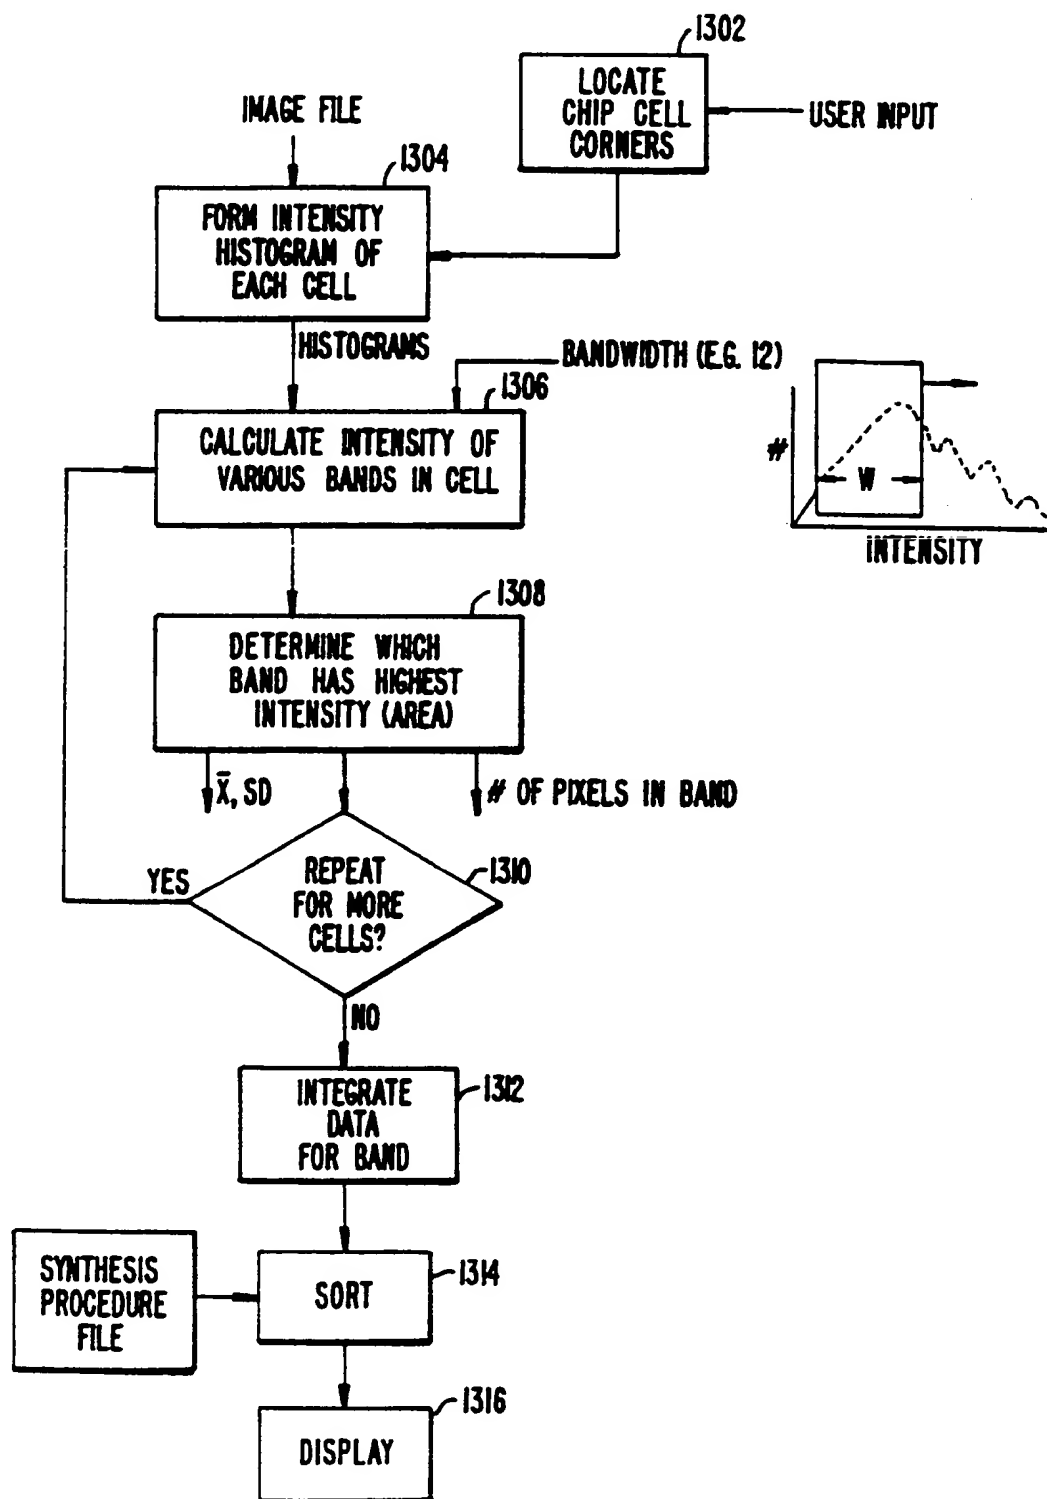 1302
LOCATE
CHIP CELL
CORNERS
USER INPUT
IMAGE FILE
1304
FORM INTENSITY
HISTOGRAM OF
EACH CELL
HISTOGRAMS
BANDWIDTH (E.G. 12)
1306
CALCULATE INTENSITY OF
VARIOUS BANDS IN CELL
#
W
INTENSITY
1308
DETERMINE WHICH
BAND HAS HIGHEST
INTENSITY (AREA)
X̄, SD
# OF PIXELS IN BAND
YES
REPEAT
FOR MORE
CELLS?
1310
NO
INTEGRATE
DATA
FOR BAND
1312
SYNTHESIS
PROCEDURE
FILE
SORT
1314
DISPLAY
1316